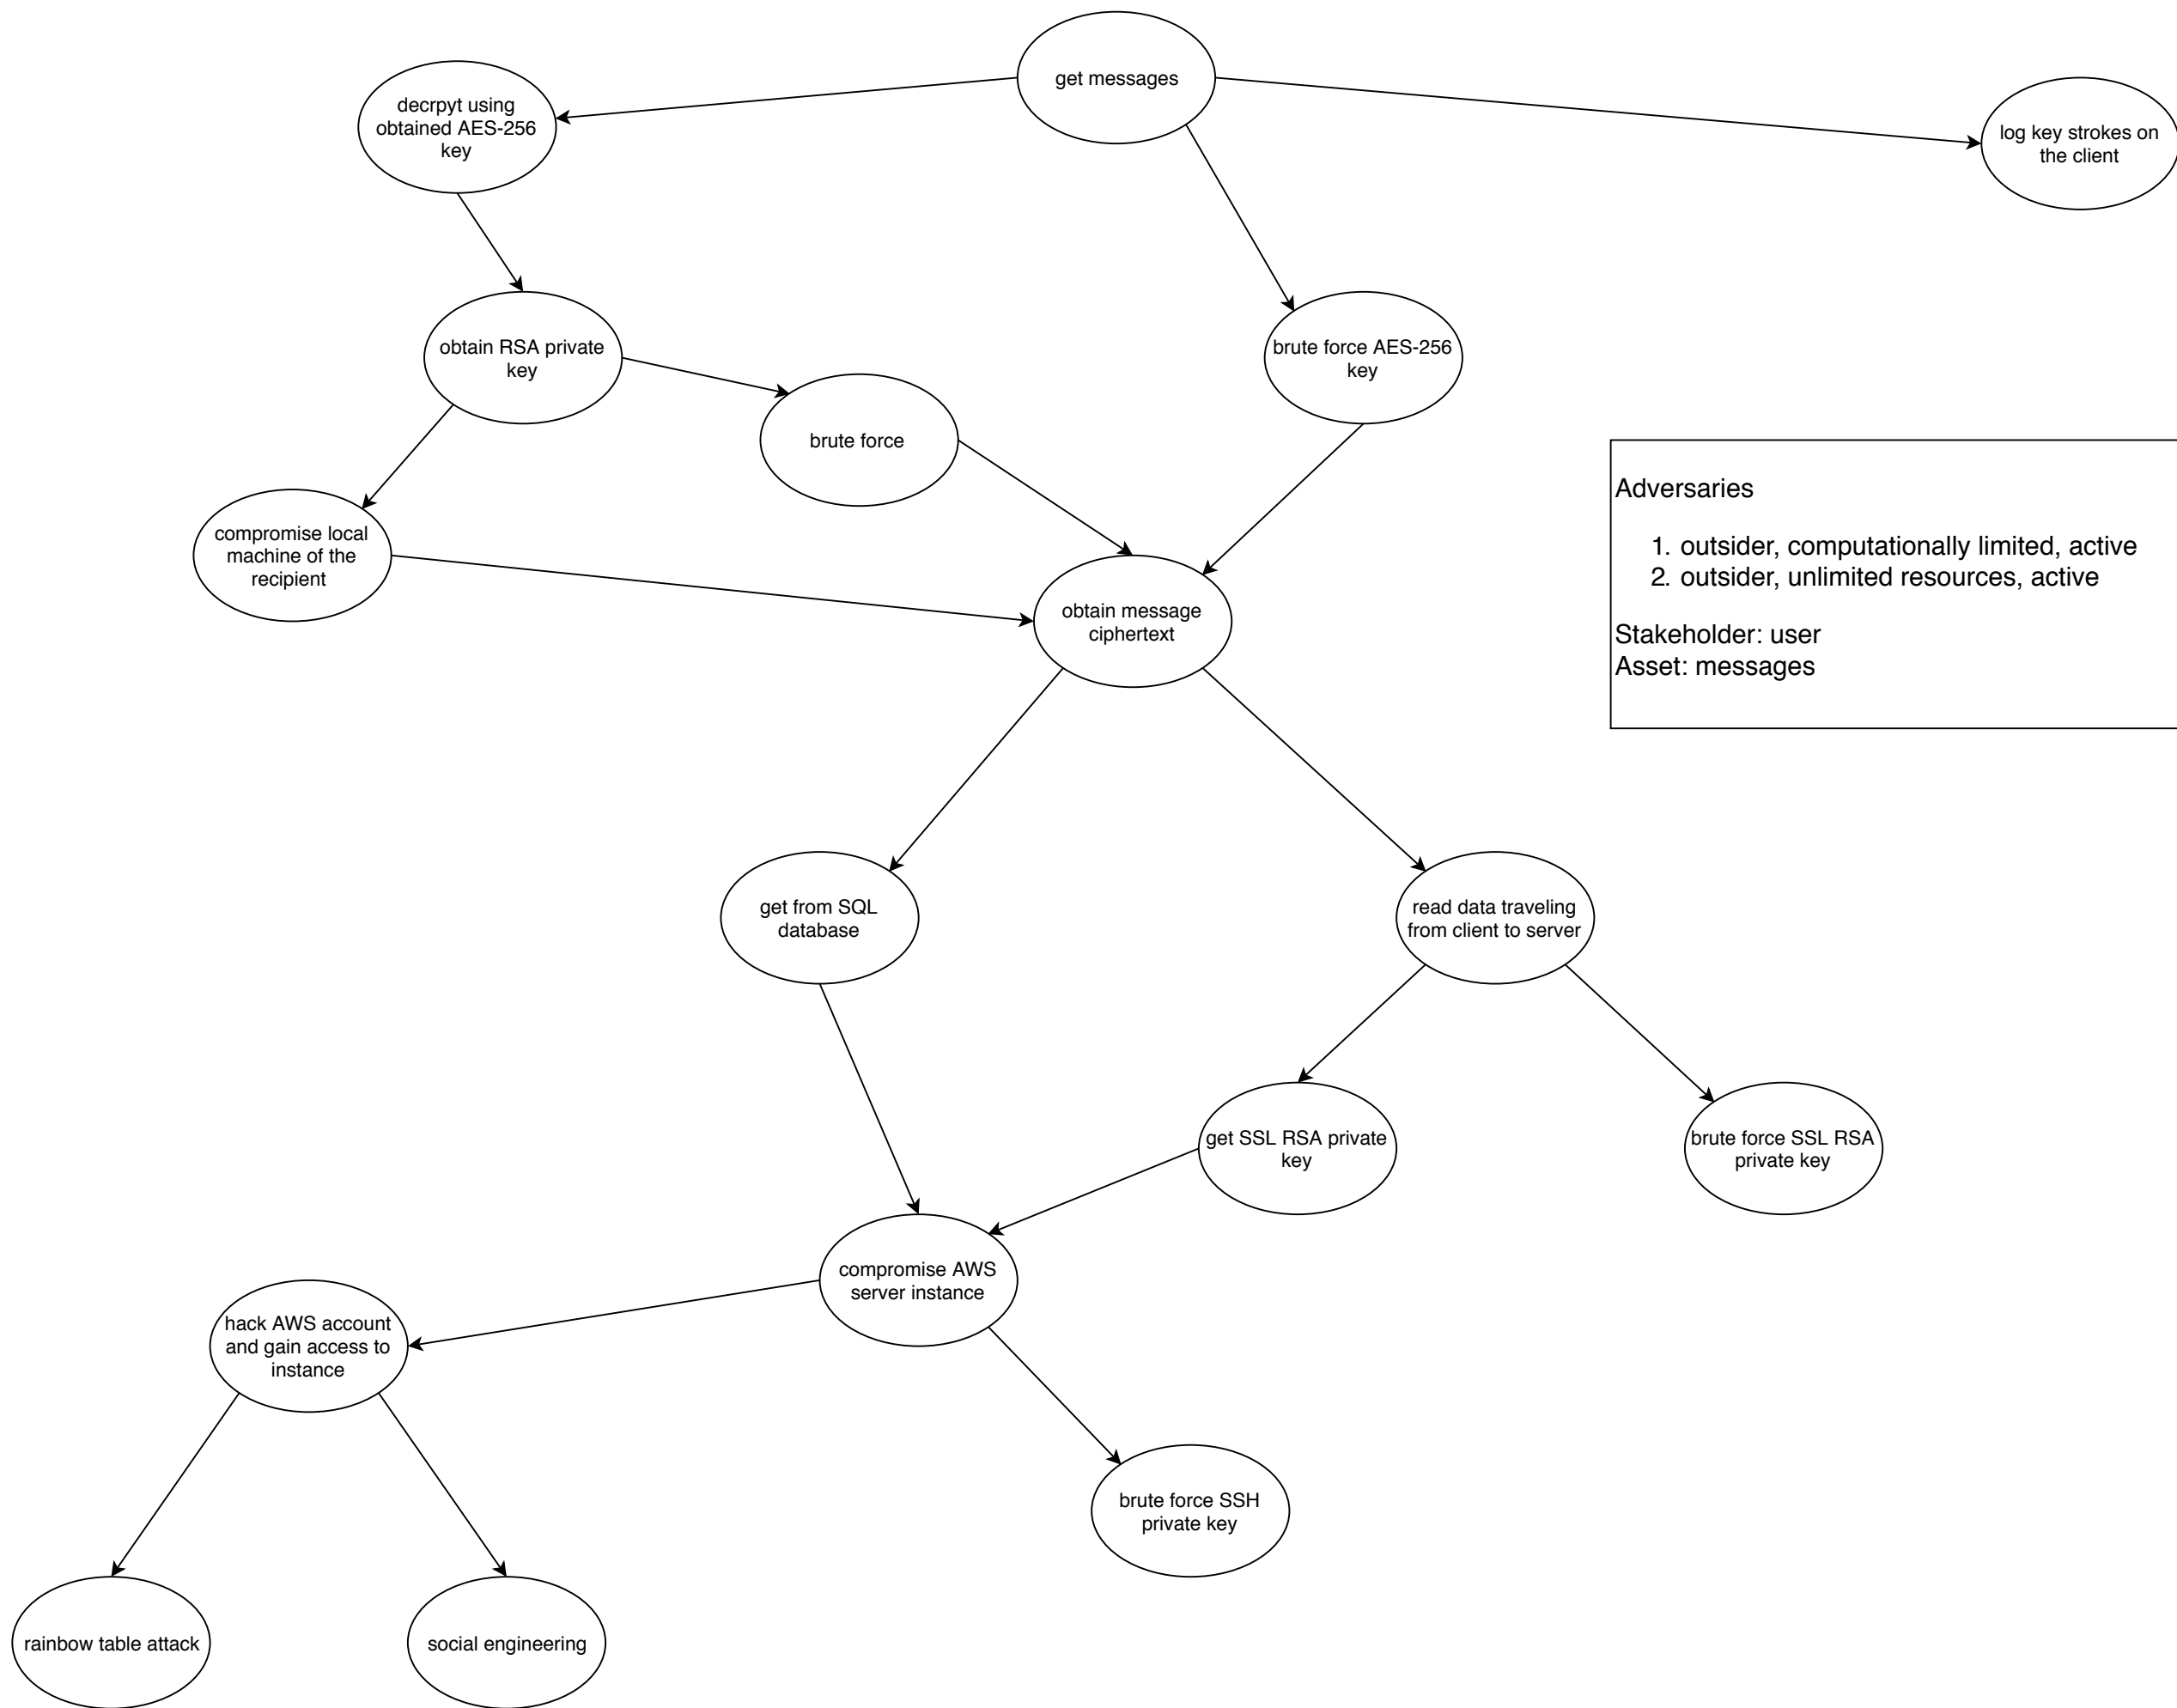 get messages
decrpyt using
obtained AES-256
key
log key strokes on
the client
obtain RSA private
key
brute force AES-256
key
brute force
compromise local
machine of the
recipient
Adversaries
1. outsider, computationally limited, active
2. outsider, unlimited resources, active
Stakeholder: user
Asset: messages
obtain message
ciphertext
get from SQL
database
read data traveling
from client to server
get SSL RSA private
key
brute force SSL RSA
private key
compromise AWS
server instance
hack AWS account
and gain access to
instance
brute force SSH
private key
rainbow table attack
social engineering